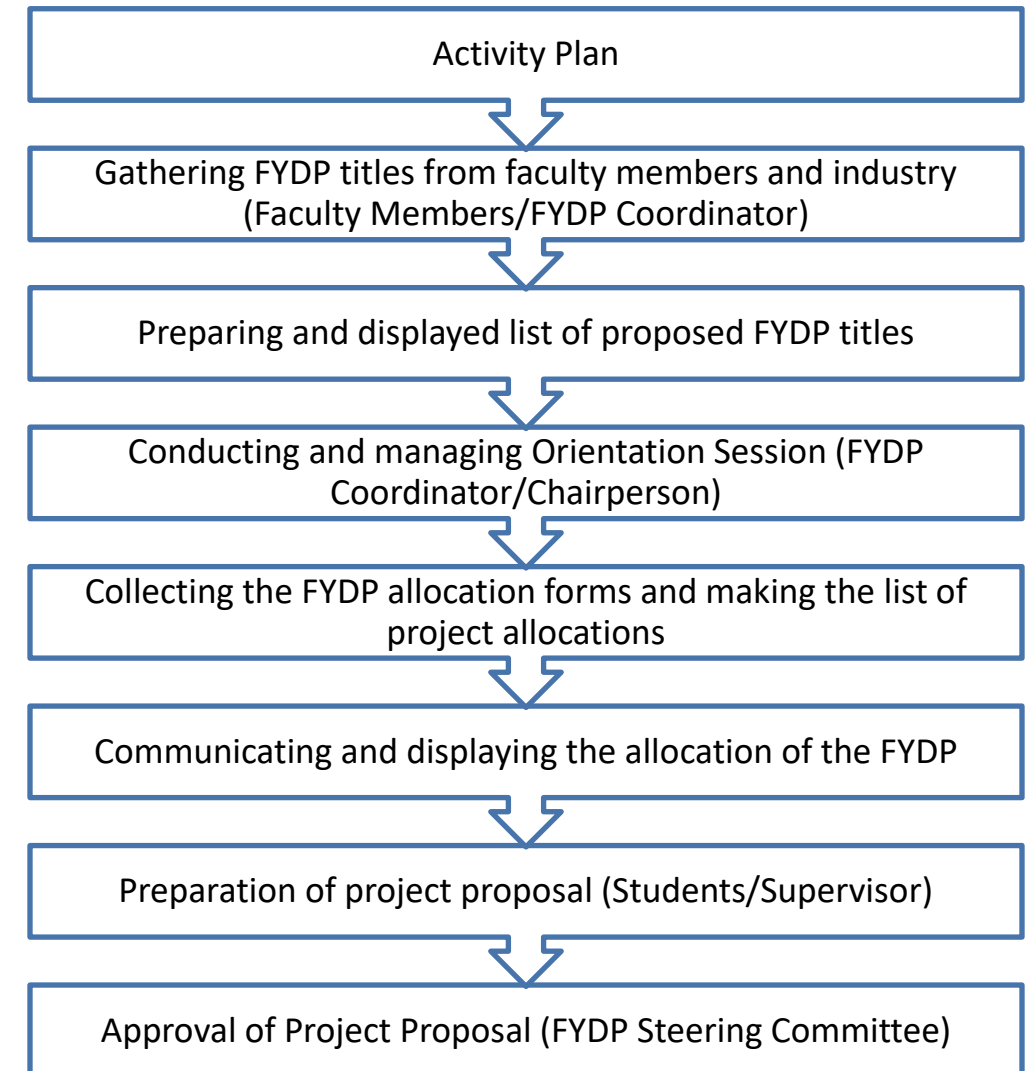 Activity Plan
Gathering FYDP titles from faculty members and industry
(Faculty Members/FYDP Coordinator)
Preparing and displayed list of proposed FYDP titles
Conducting and managing Orientation Session (FYDP
Coordinator/Chairperson)
Collecting the FYDP allocation forms and making the list of
project allocations
Communicating and displaying the allocation of the FYDP
Preparation of project proposal (Students/Supervisor)
Approval of Project Proposal (FYDP Steering Committee)